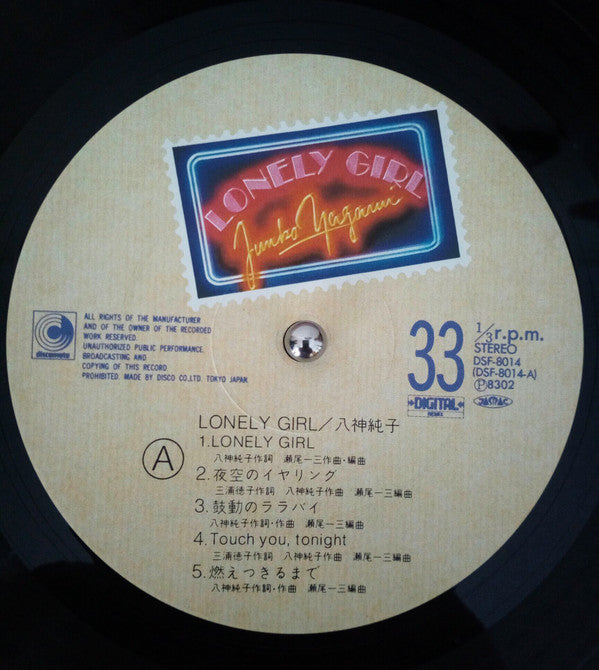 LONELY GIRL
Junko Yagami
discomate
ALL RIGHTS OF THE MANUFACTURER
AND OF THE OWNER OF THE RECORDED
WORK RESERVED.
UNAUTHORIZED PUBLIC PERFORMANCE.
BROADCASTING AND
COPYING OF THIS RECORD
PROHIBITED. MADE BY DISCO CO.LTD. TOKYO JAPAN.
33 1/3 r.p.m.
STEREO
DSF-8014
(DSF-8014-A)
Ⓟ8302
DIGITAL
JASRAC
LONELY GIRL/八神純子
A
1.LONELY GIRL
八神純子作詞 瀬尾一三作曲・編曲
2.夜空のイヤリング
三浦徳子作詞 八神純子作曲 瀬尾一三編曲
3.鼓動のララバイ
八神純子作詞・作曲 瀬尾一三編曲
4.Touch you, tonight
三浦徳子作詞 八神純子作曲 瀬尾一三編曲
5.燃えつきるまで
八神純子作詞・作曲 瀬尾一三編曲